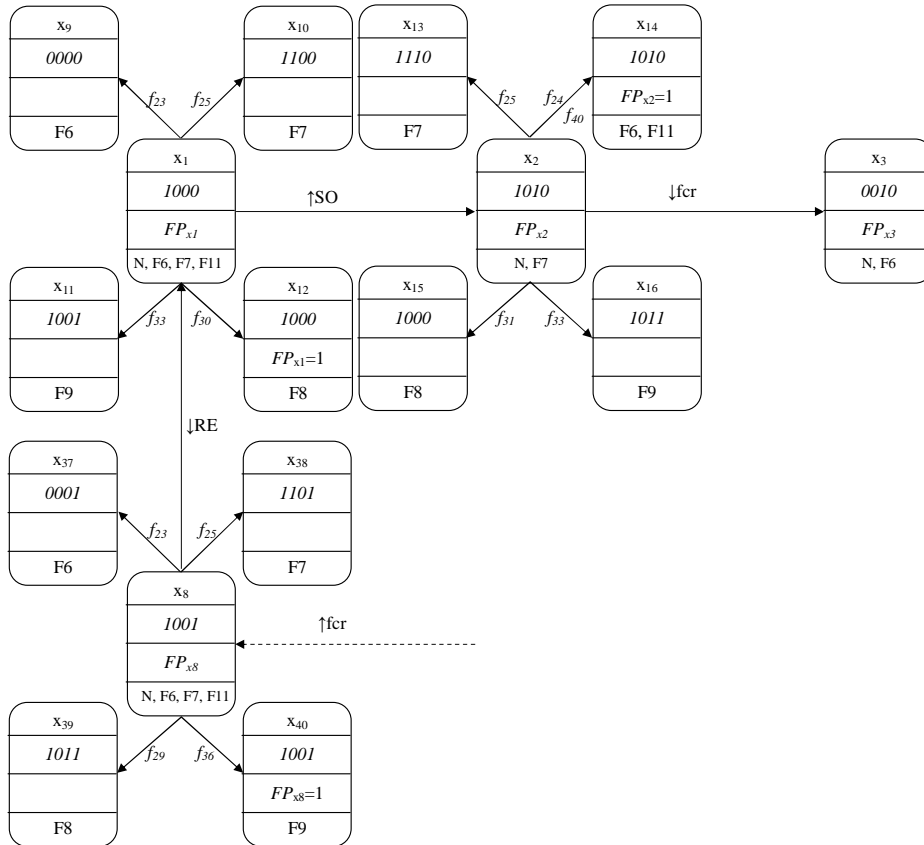 x9
0000
F6
x10
1100
F7
x13
1110
F7
x14
1010
FPx2=1
F6, F11
f23
f25
f25
f24
f40
x1
1000
FPx1
N, F6, F7, F11
↑SO
x2
1010
FPx2
N, F7
↓fcr
x3
0010
FPx3
N, F6
x11
1001
F9
f33
f30
x12
1000
FPx1=1
F8
x15
1000
F8
f31
f33
x16
1011
F9
↓RE
x37
0001
F6
f23
f25
x38
1101
F7
x8
1001
FPx8
N, F6, F7, F11
↑fcr
x39
1011
F8
f29
f36
x40
1001
FPx8=1
F9